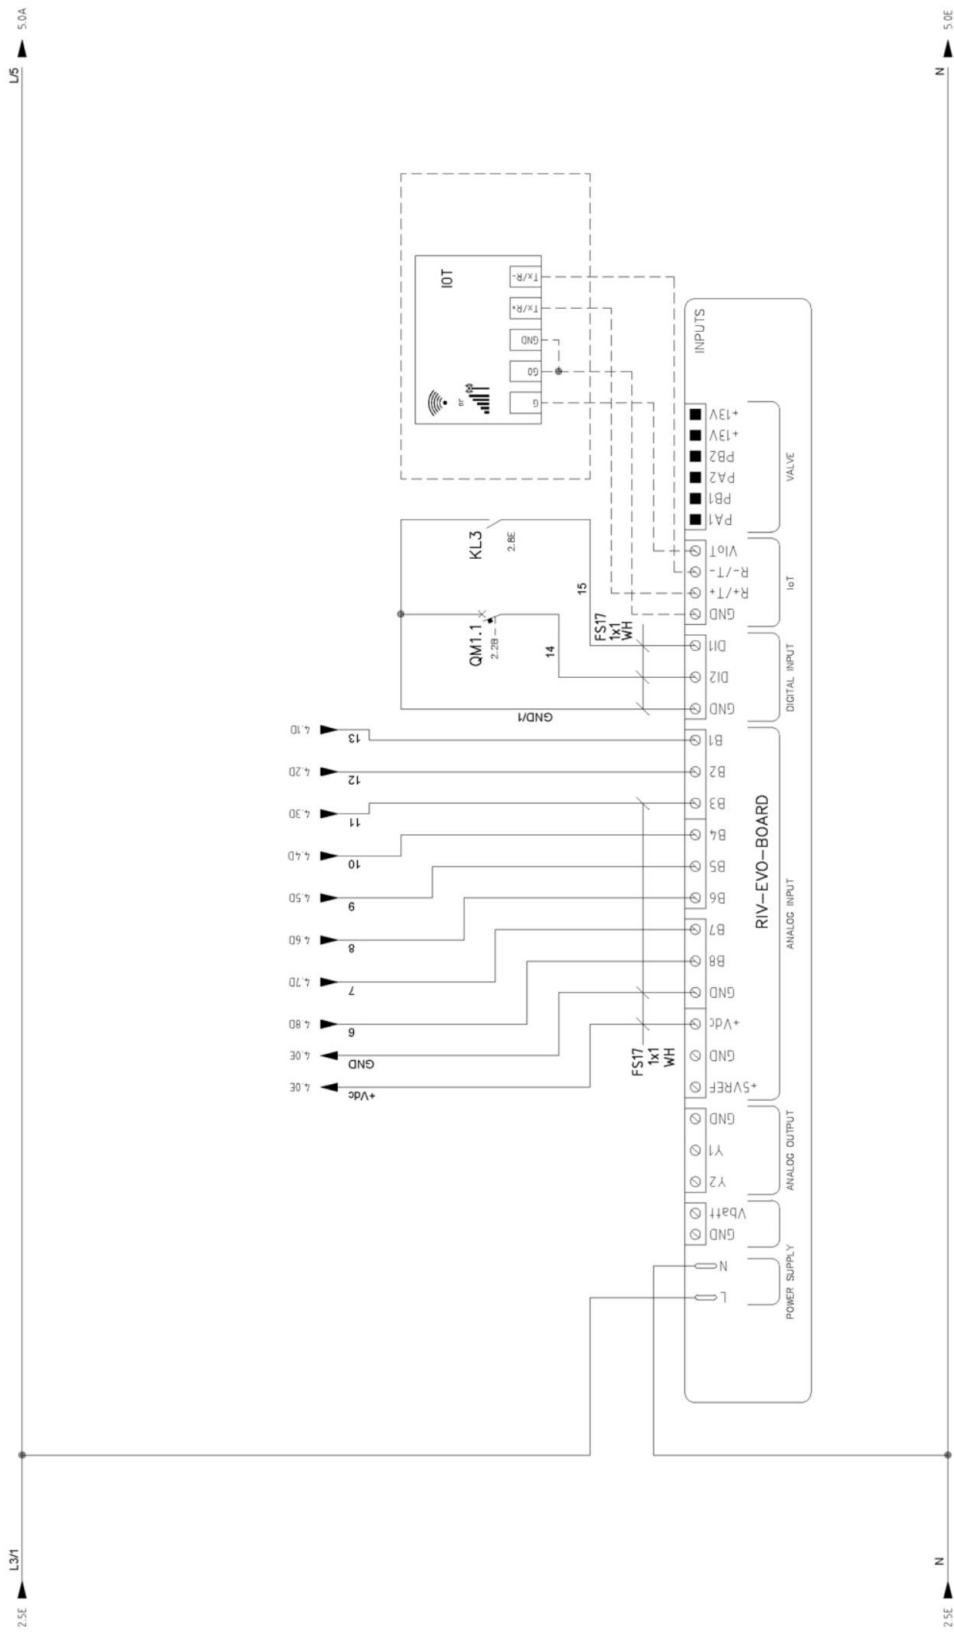 L3/1
2.5E
L/5
5.0A
4.0E
+Vdc
4.0E
GND
4.8D
6
4.7D
7
4.6D
8
4.5D
9
4.4D
10
4.3D
11
4.2D
12
4.1D
13
GND/1
QM1.1
2.2B
14
KL3
2.8E
15
FS17
1x1
WH
FS17
1x1
WH
IOT
or
G
G0
GND
Tx/R+
Tx/R-
INPUTS
L
N
GND
Vbatt
Y2
Y1
GND
+5VREF
GND
+Vdc
GND
B8
B7
B6
B5
B4
B3
B2
B1
GND
DI2
DI1
GND
R+/T+
R-/T-
VIoT
PA1
PB1
PA2
PB2
+13V
+13V
RIV-EVO-BOARD
POWER SUPPLY
ANALOG OUTPUT
ANALOG INPUT
DIGITAL INPUT
IoT
VALVE
N
2.5E
N
5.0E